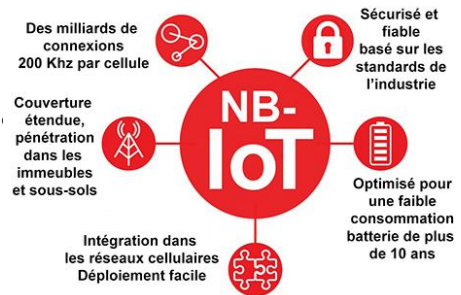 Des milliards de
connexions
200 Khz par cellule
Sécurisé et
fiable
basé sur les
standards de
l'industrie
Couverture
étendue,
pénétration
dans les
immeubles
et sous-sols
NB-
IoT
Optimisé pour
une faible
consommation
batterie de plus
de 10 ans
Intégration dans
les réseaux cellulaires
Déploiement facile